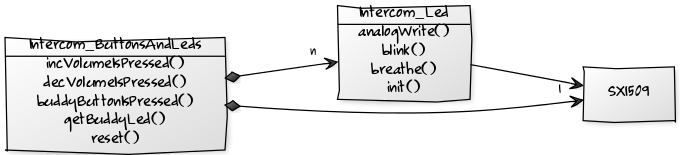 Intercom_ButtonsAndLeds
incVolumeIsPressed()
decVolumeIsPressed()
buddyButtonIsPressed()
getBuddyLed()
reset()
n
Intercom_Led
analogWrite()
blink()
breathe()
init()
1
SX1509